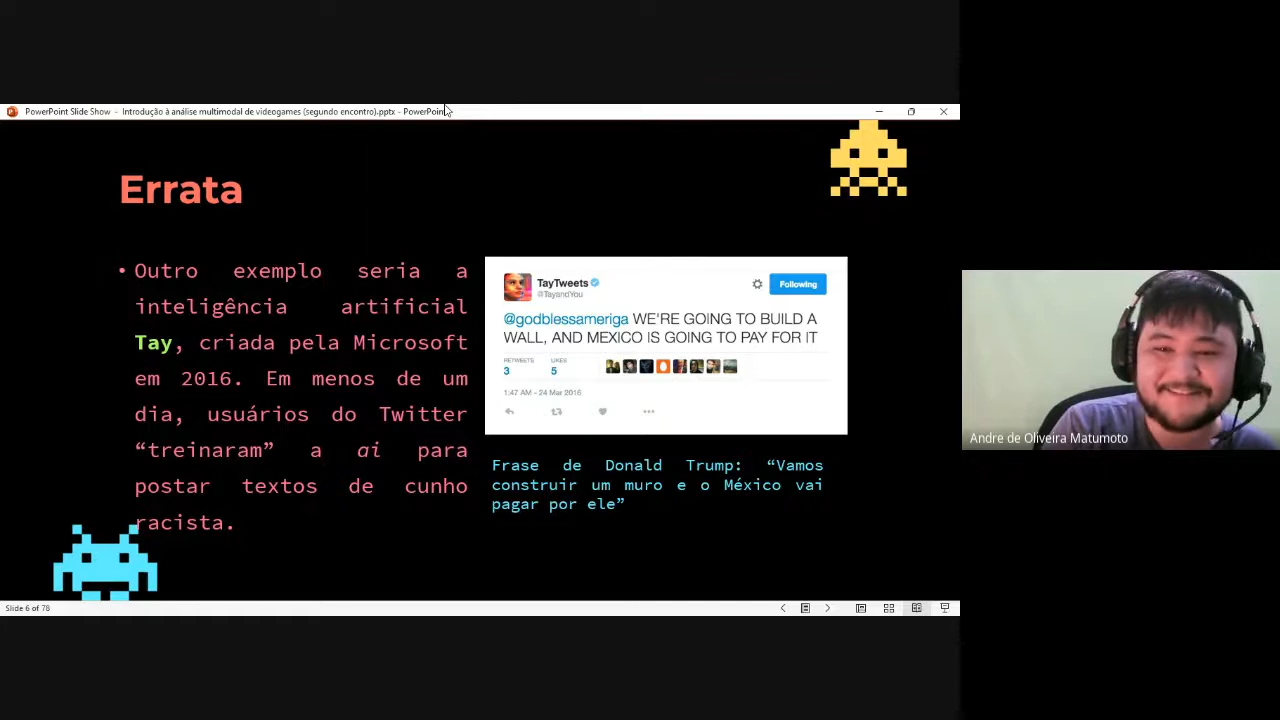 PowerPoint Slide Show - Introdução à análise multimodal de videogames (segundo encontro).pptx - PowerPoint
Errata
• Outro exemplo seria a
inteligência artificial
Tay, criada pela Microsoft
em 2016. Em menos de um
dia, usuários do Twitter
“treinaram” a ai para
postar textos de cunho
racista.
TayTweets
@TayandYou
Following
@godblessameriga WE'RE GOING TO BUILD A
WALL, AND MEXICO IS GOING TO PAY FOR IT
RETWEETS LIKES
3 5
1:47 AM - 24 Mar 2016
Frase de Donald Trump: “Vamos
construir um muro e o México vai
pagar por ele”
Andre de Oliveira Matumoto
Slide 6 of 78